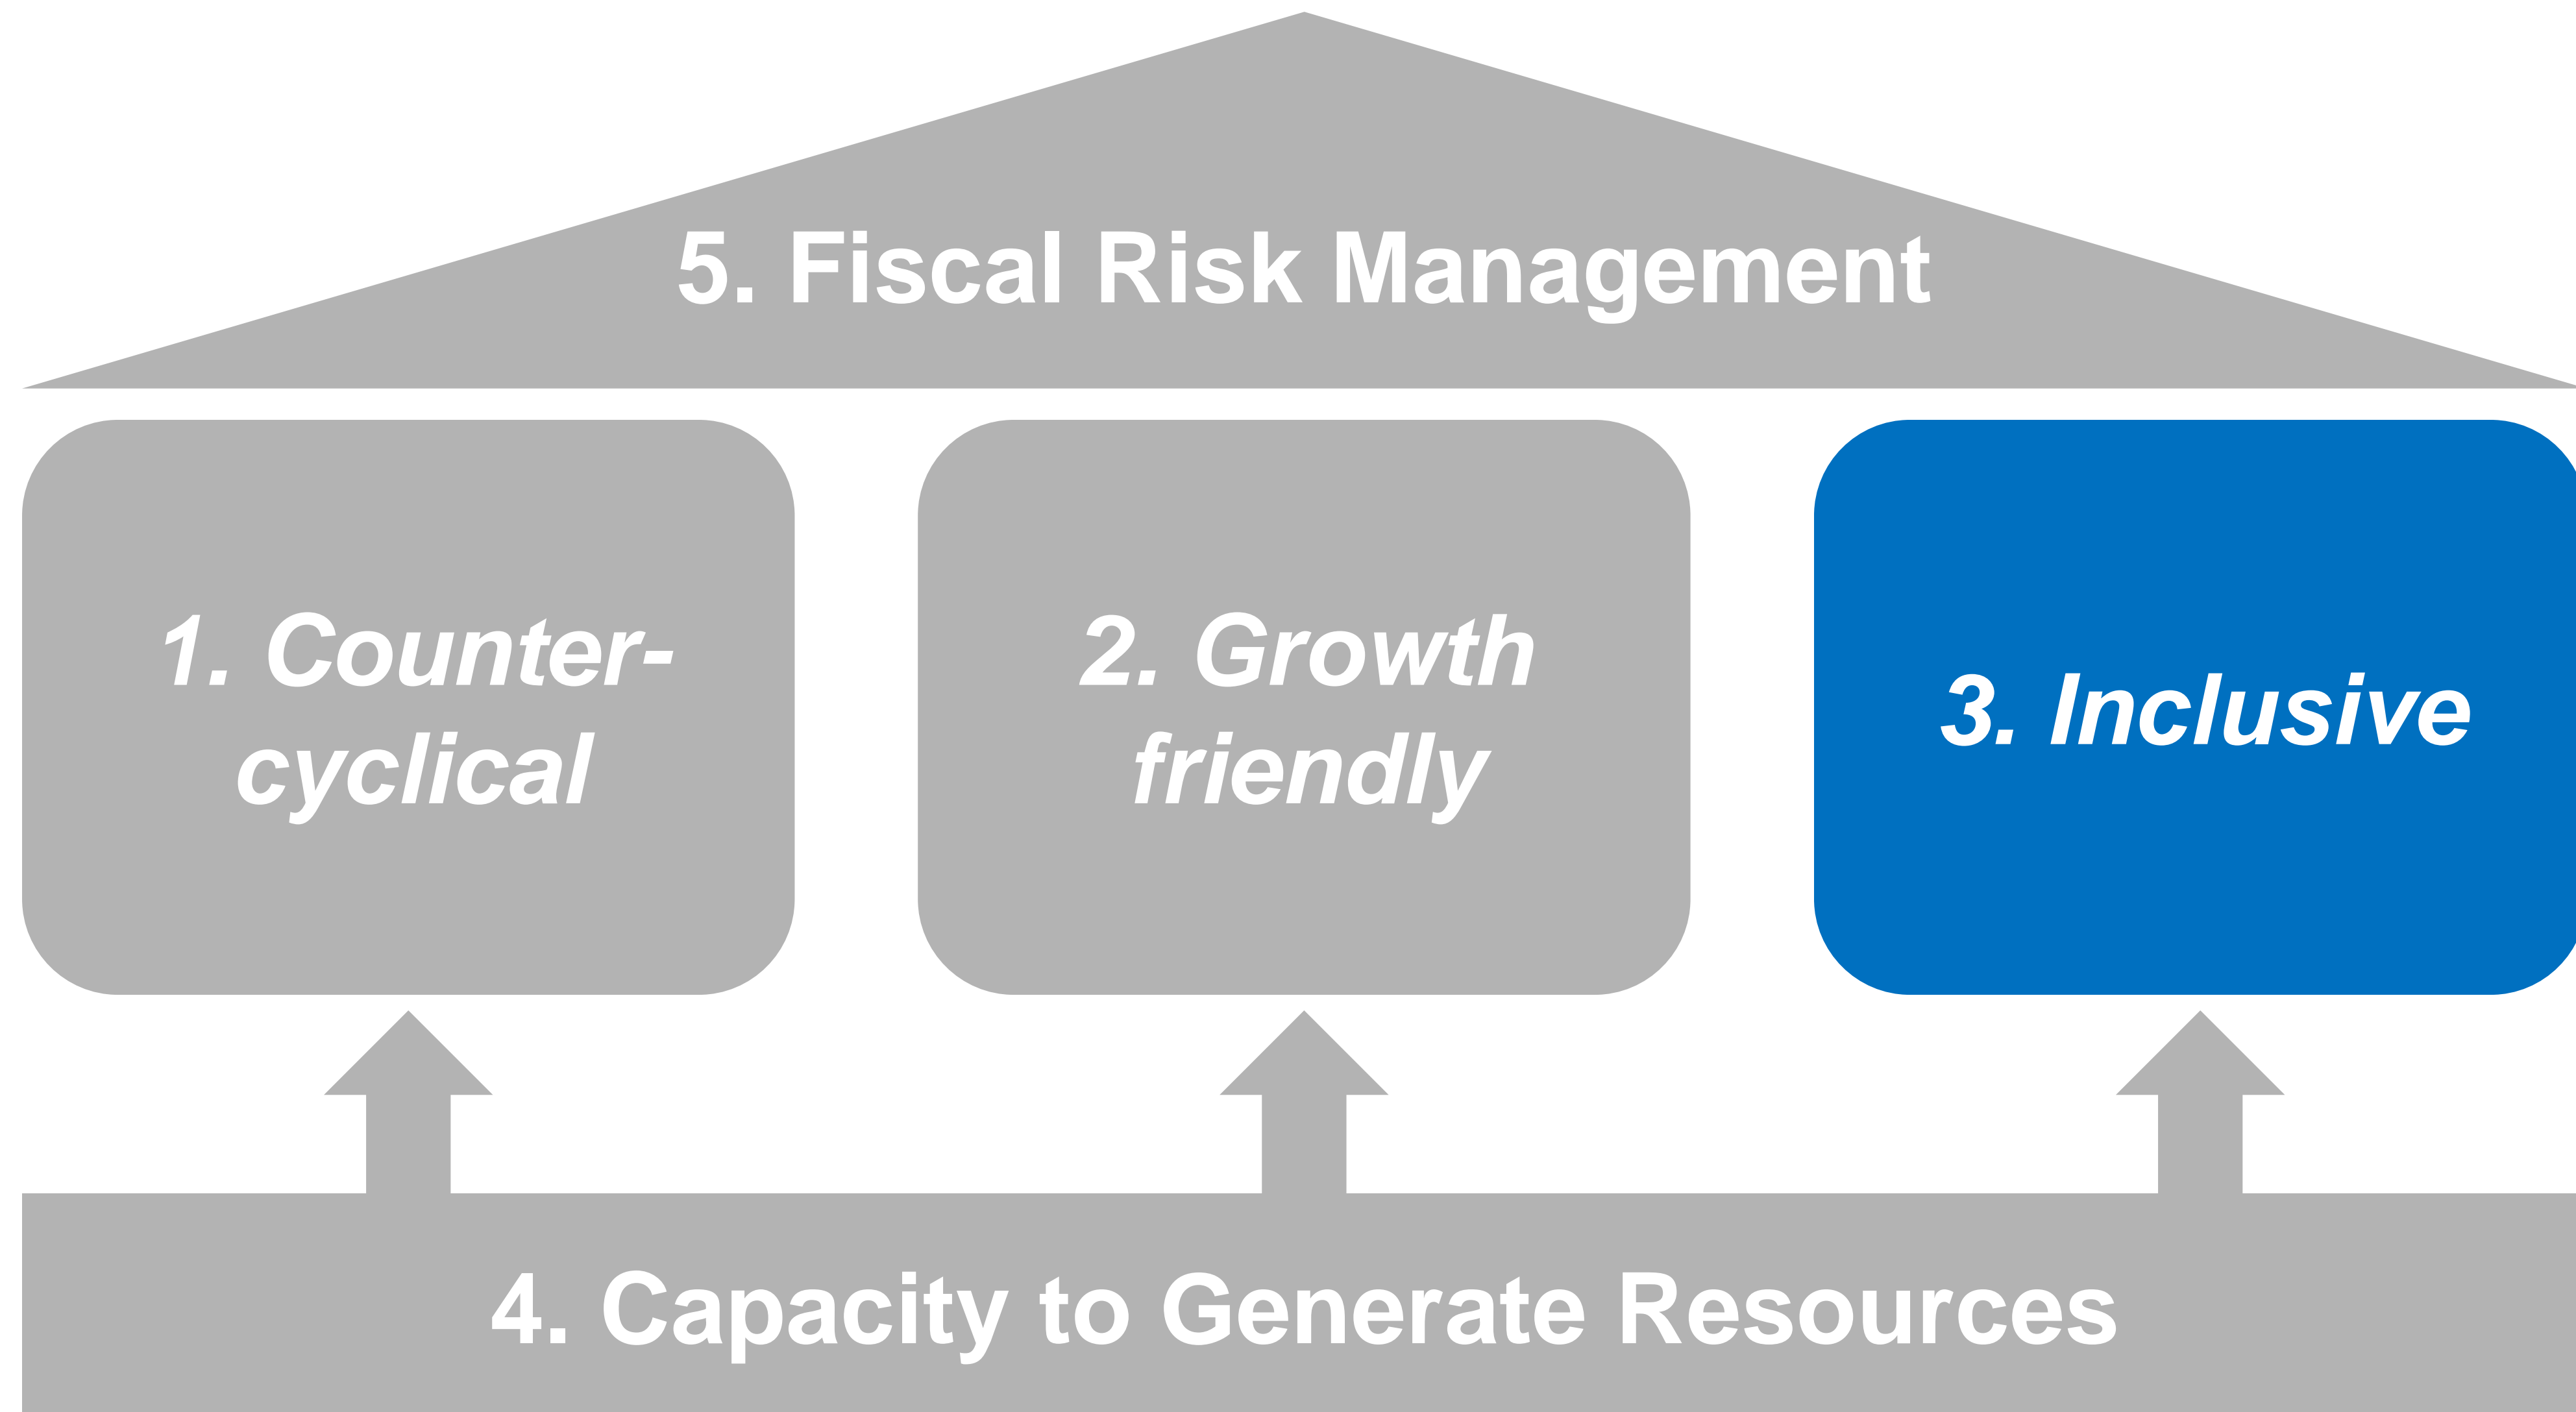 5. Fiscal Risk Management
1. Counter-
cyclical
2. Growth
friendly
3. Inclusive
4. Capacity to Generate Resources